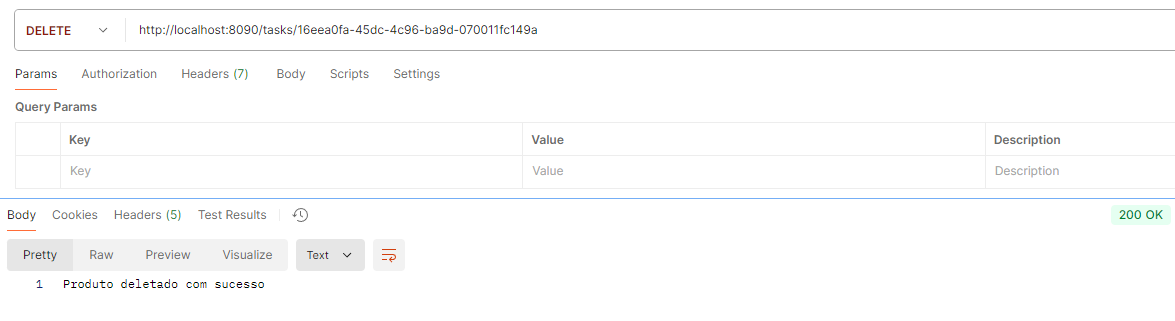 DELETE http://localhost:8090/tasks/16eea0fa-45dc-4c96-ba9d-070011fc149a
Params Authorization Headers (7) Body Scripts Settings
Query Params
Key Value Description
Key Value Description
Body Cookies Headers (5) Test Results 200 OK
Pretty Raw Preview Visualize Text
1 Produto deletado com sucesso